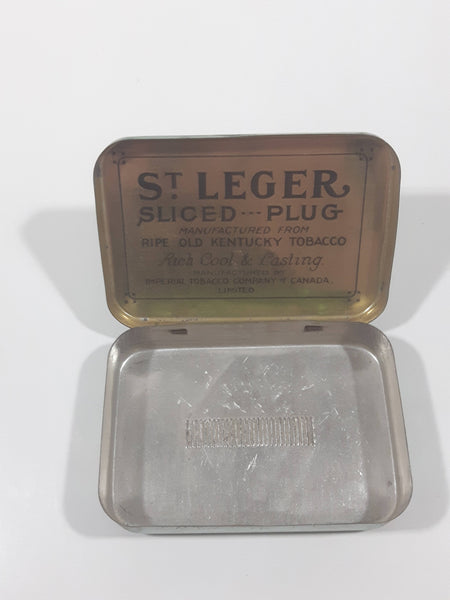 ST LEGER
SLICED --- PLUG
MANUFACTURED FROM
RIPE OLD KENTUCKY TOBACCO
Rich Cool & Lasting.
MANUFACTURED BY
IMPERIAL TOBACCO COMPANY OF CANADA,
LIMITED